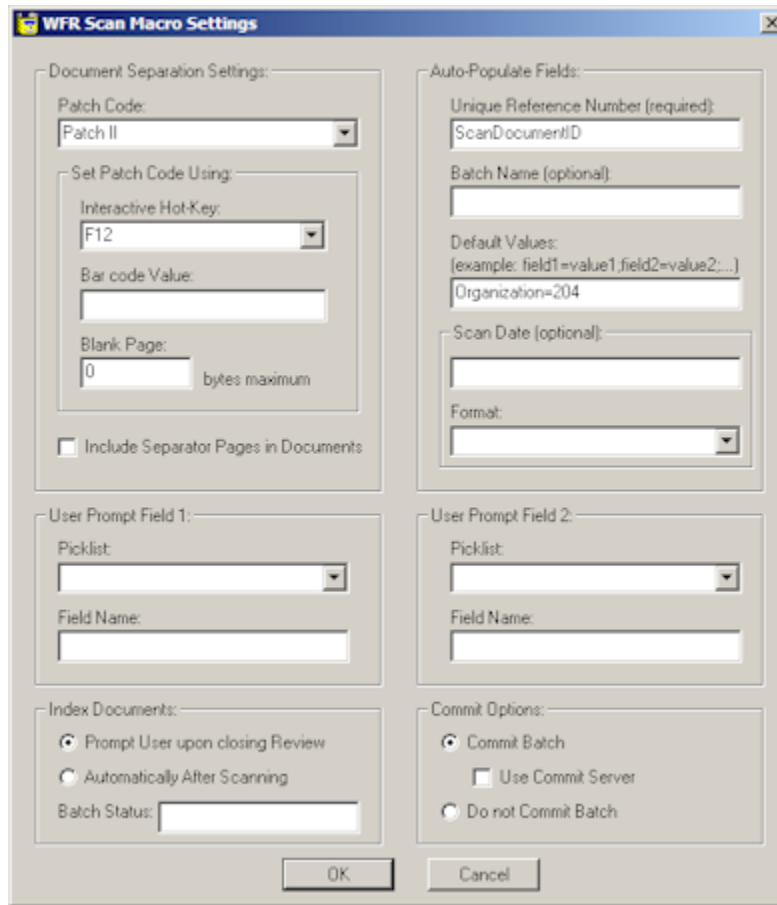 WFR Scan Macro Settings
Document Separation Settings:
Patch Code:
Patch II
Set Patch Code Using:
Interactive Hot-Key:
F12
Bar code Value:
Blank Page:
0
bytes maximum
Include Separator Pages in Documents
Auto-Populate Fields:
Unique Reference Number (required):
ScanDocumentID
Batch Name (optional):
Default Values:
(example: field1=value1;field2=value2;...)
Organization=204
Scan Date (optional):
Format:
User Prompt Field 1:
Picklist:
Field Name:
User Prompt Field 2:
Picklist:
Field Name:
Index Documents:
Prompt User upon closing Review
Automatically After Scanning
Batch Status:
Commit Options:
Commit Batch
Use Commit Server
Do not Commit Batch
OK
Cancel